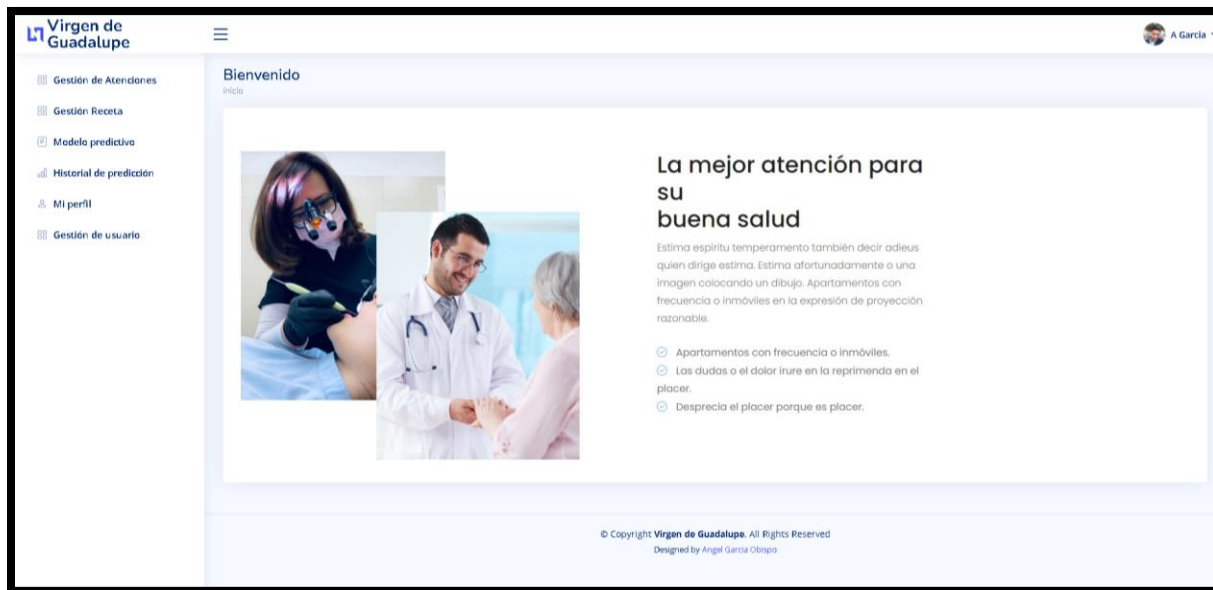 Virgen de
Guadalupe
A Garcia
Gestión de Atenciones
Gestión Receta
Modelo predictivo
Historial de predicción
Mi perfil
Gestión de usuario
Bienvenido
Inicio
La mejor atención para
su
buena salud
Estima espíritu temperamento también decir adieus
quien dirige estima. Estima afortunadamente o una
imagen colocando un dibujo. Apartamentos con
frecuencia o inmóviles en la expresión de proyección
razonable.
Apartamentos con frecuencia o inmóviles.
Las dudas o el dolor irure en la reprimenda en el
placer.
Desprecia el placer porque es placer.
© Copyright Virgen de Guadalupe. All Rights Reserved
Designed by Angel Garcia Obispo